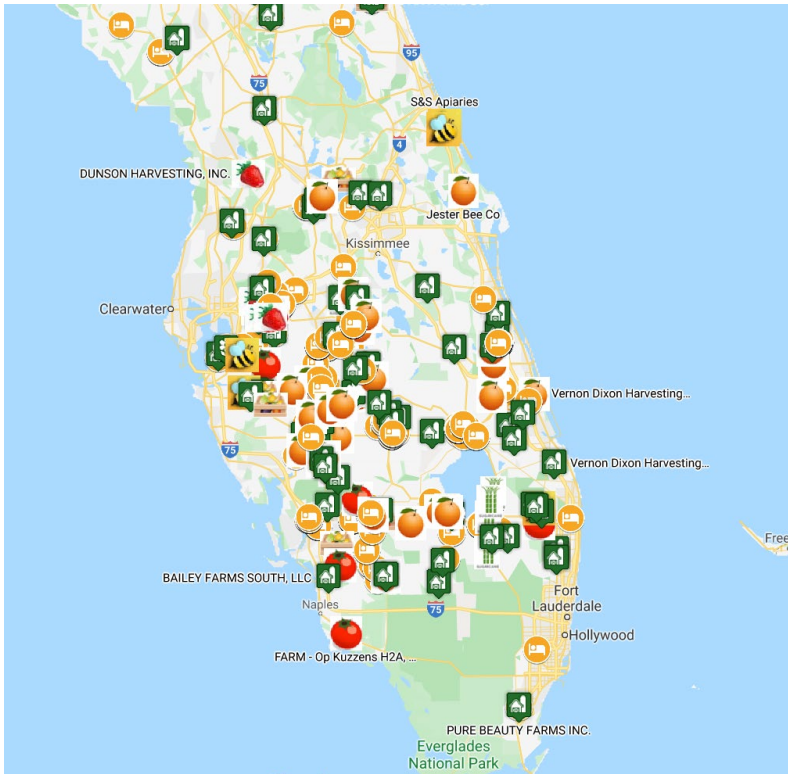 95
75
S&S Apiaries
4
DUNSON HARVESTING, INC.
Jester Bee Co
Kissimmee
Clearwater
Vernon Dixon Harvesting...
75
Vernon Dixon Harvesting...
SUGARCANE
SUGARCANE
BAILEY FARMS SOUTH, LLC
Fort
Lauderdale
Naples
75
Hollywood
FARM - Op Kuzzens H2A, ...
PURE BEAUTY FARMS INC.
Everglades
National Park